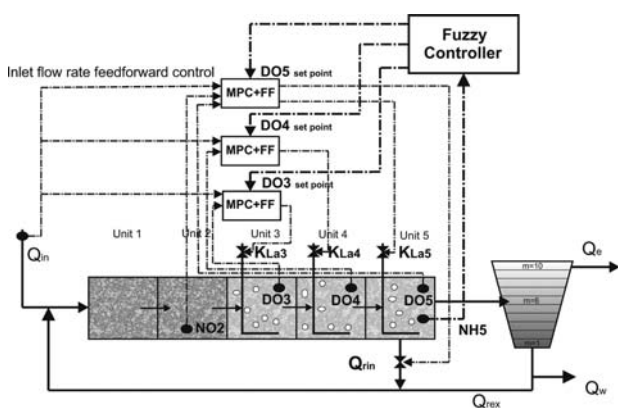 Fuzzy
Controller
Inlet flow rate feedforward control
DO5 set point
MPC+FF
DO4 set point
MPC+FF
DO3 set point
MPC+FF
Unit 1
Unit 2
Unit 3
Unit 4
Unit 5
Qin
KLa3
KLa4
KLa5
m=10
Qe
DO3
DO4
DO5
m=6
NO2
NH5
m=1
Qrin
Qw
Qrex